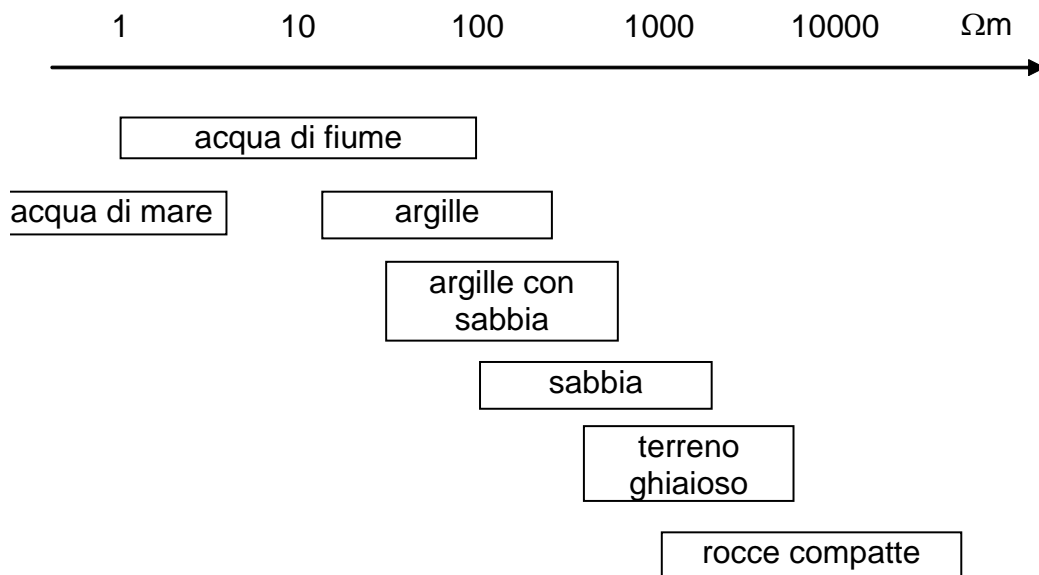 1 10 100 1000 10000 Ωm
acqua di fiume
acqua di mare argille
argille con
sabbia
sabbia
terreno
ghiaioso
rocce compatte